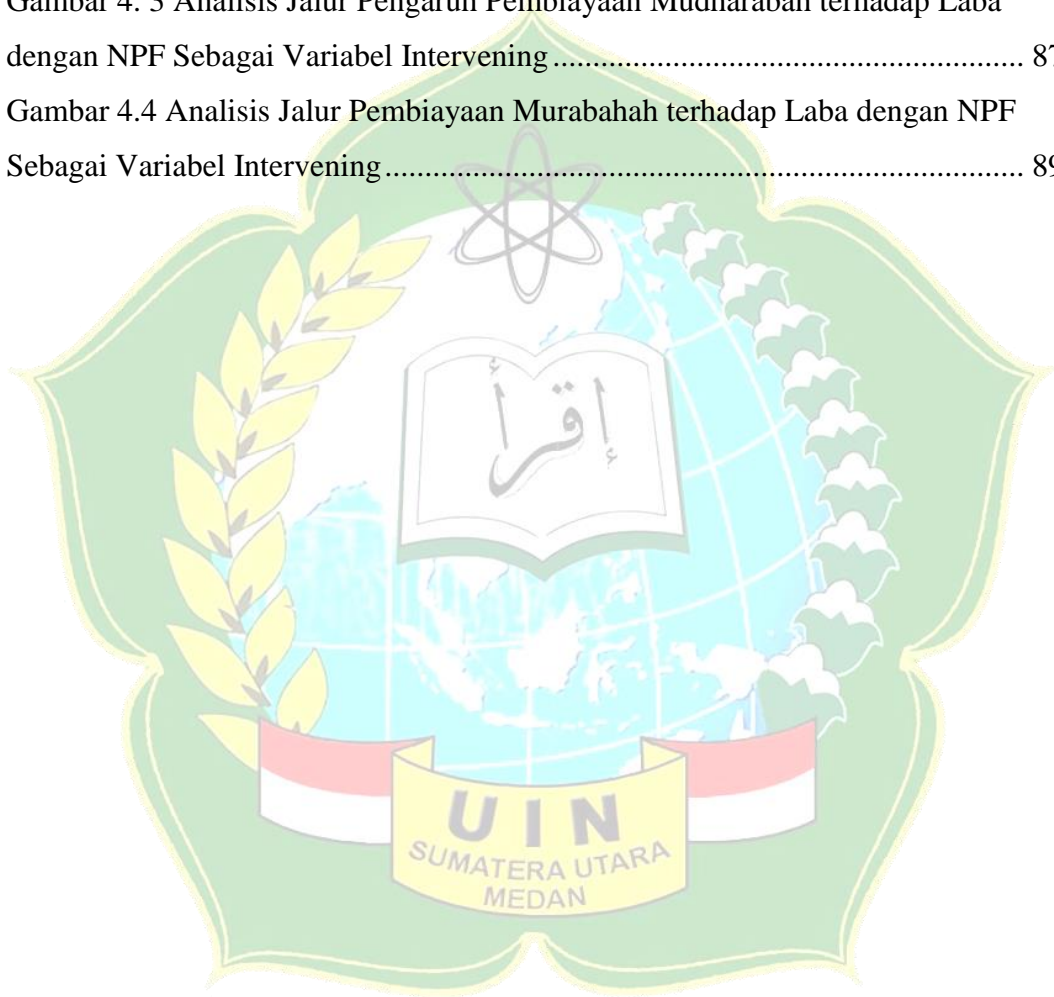 Gambar 4. 3 Analisis Jalur Pengaruh Pembiayaan Mudharabah terhadap Laba
dengan NPF Sebagai Variabel Intervening ........................................................... 87
Gambar 4.4 Analisis Jalur Pembiayaan Murabahah terhadap Laba dengan NPF
Sebagai Variabel Intervening ................................................................................ 89
إقرأ
UIN
SUMATERA UTARA
MEDAN